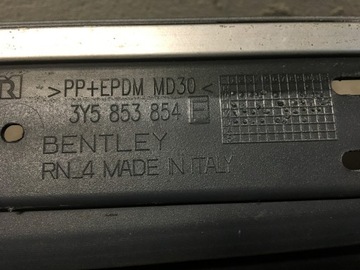 >PP+EPDM MD30<
3Y5 853 854 F
BENTLEY
RN_4 MADE IN ITALY